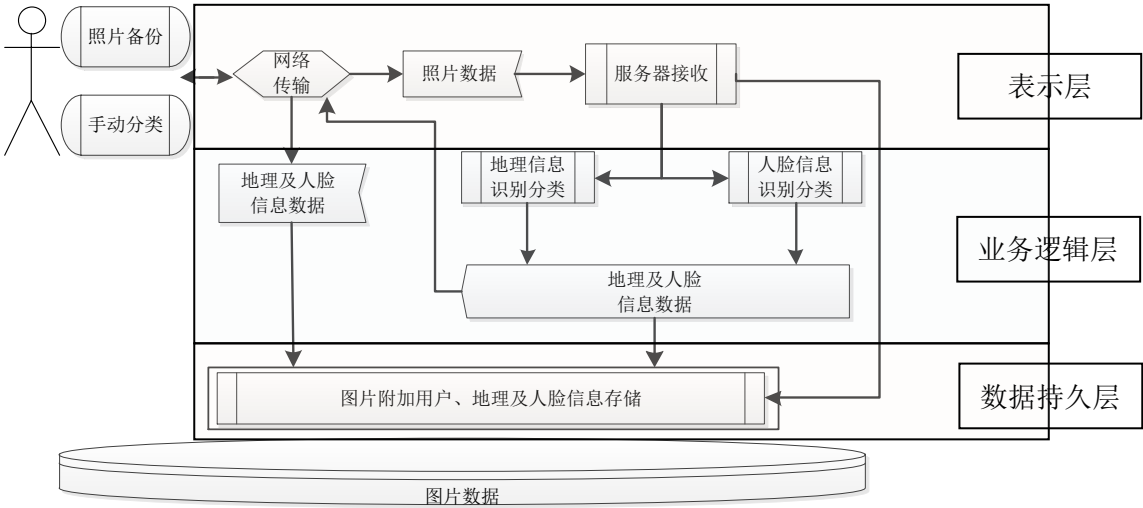 照片备份
手动分类
网络
传输
照片数据
服务器接收
表示层
地理及人脸
信息数据
地理信息
识别分类
人脸信息
识别分类
业务逻辑层
地理及人脸
信息数据
图片附加用户、地理及人脸信息存储
数据持久层
图片数据